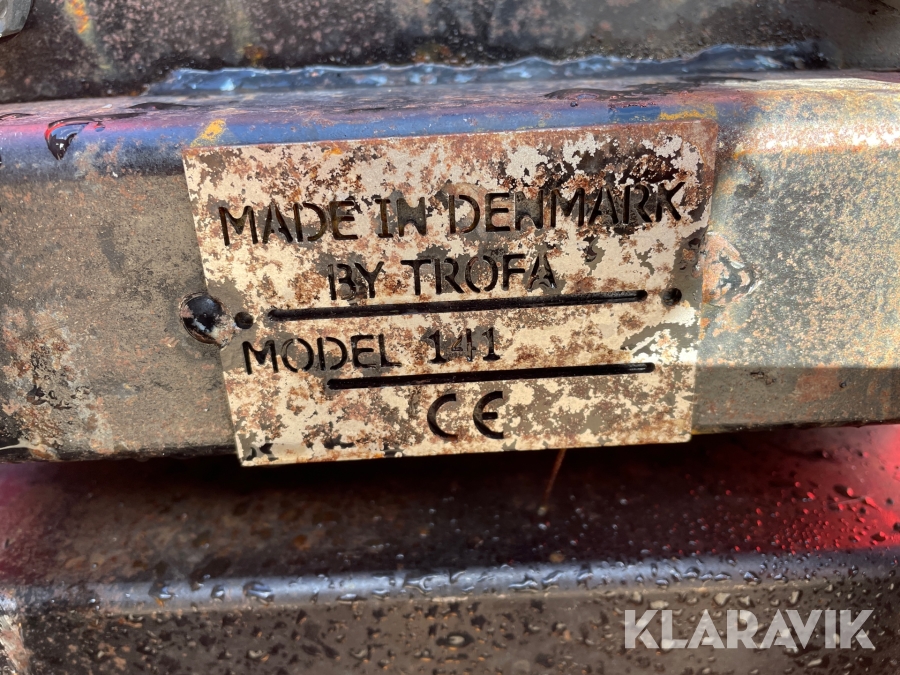 MADE IN DENMARK
BY TROFA
MODEL 141
CE
KLARAVIK